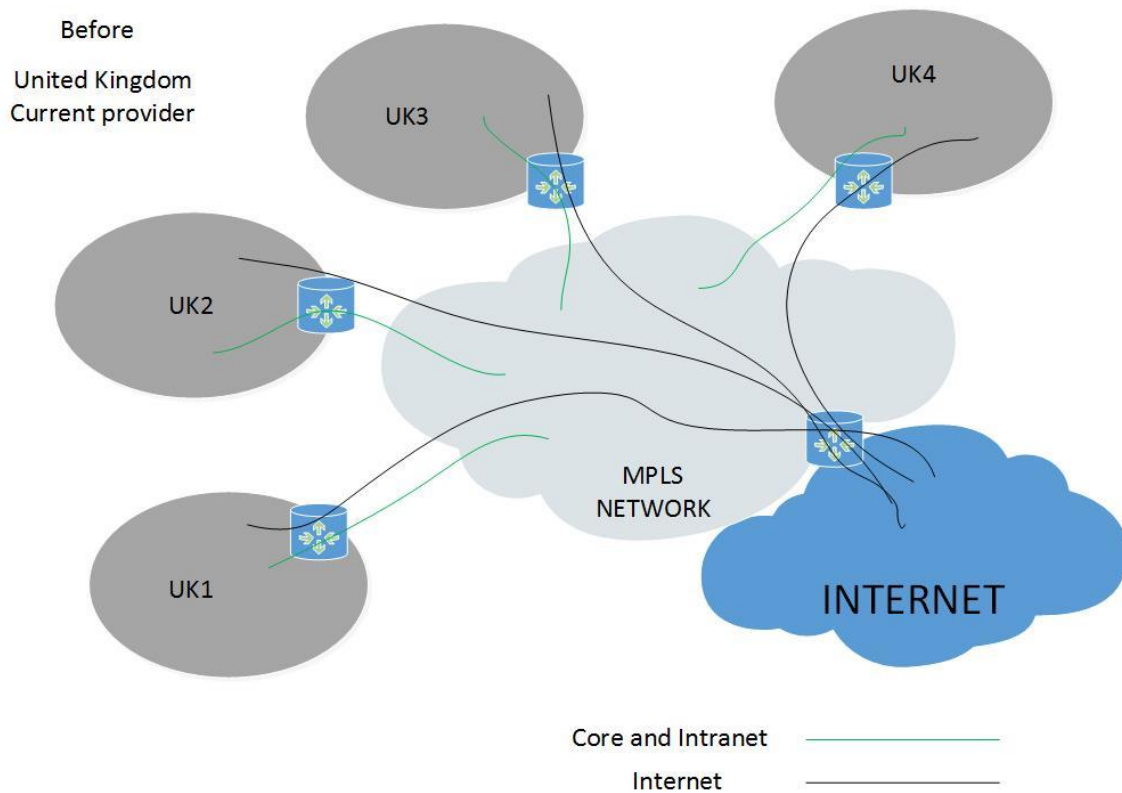 Before
United Kingdom
Current provider
UK3
UK4
UK2
MPLS
NETWORK
UK1
INTERNET
Core and Intranet
Internet